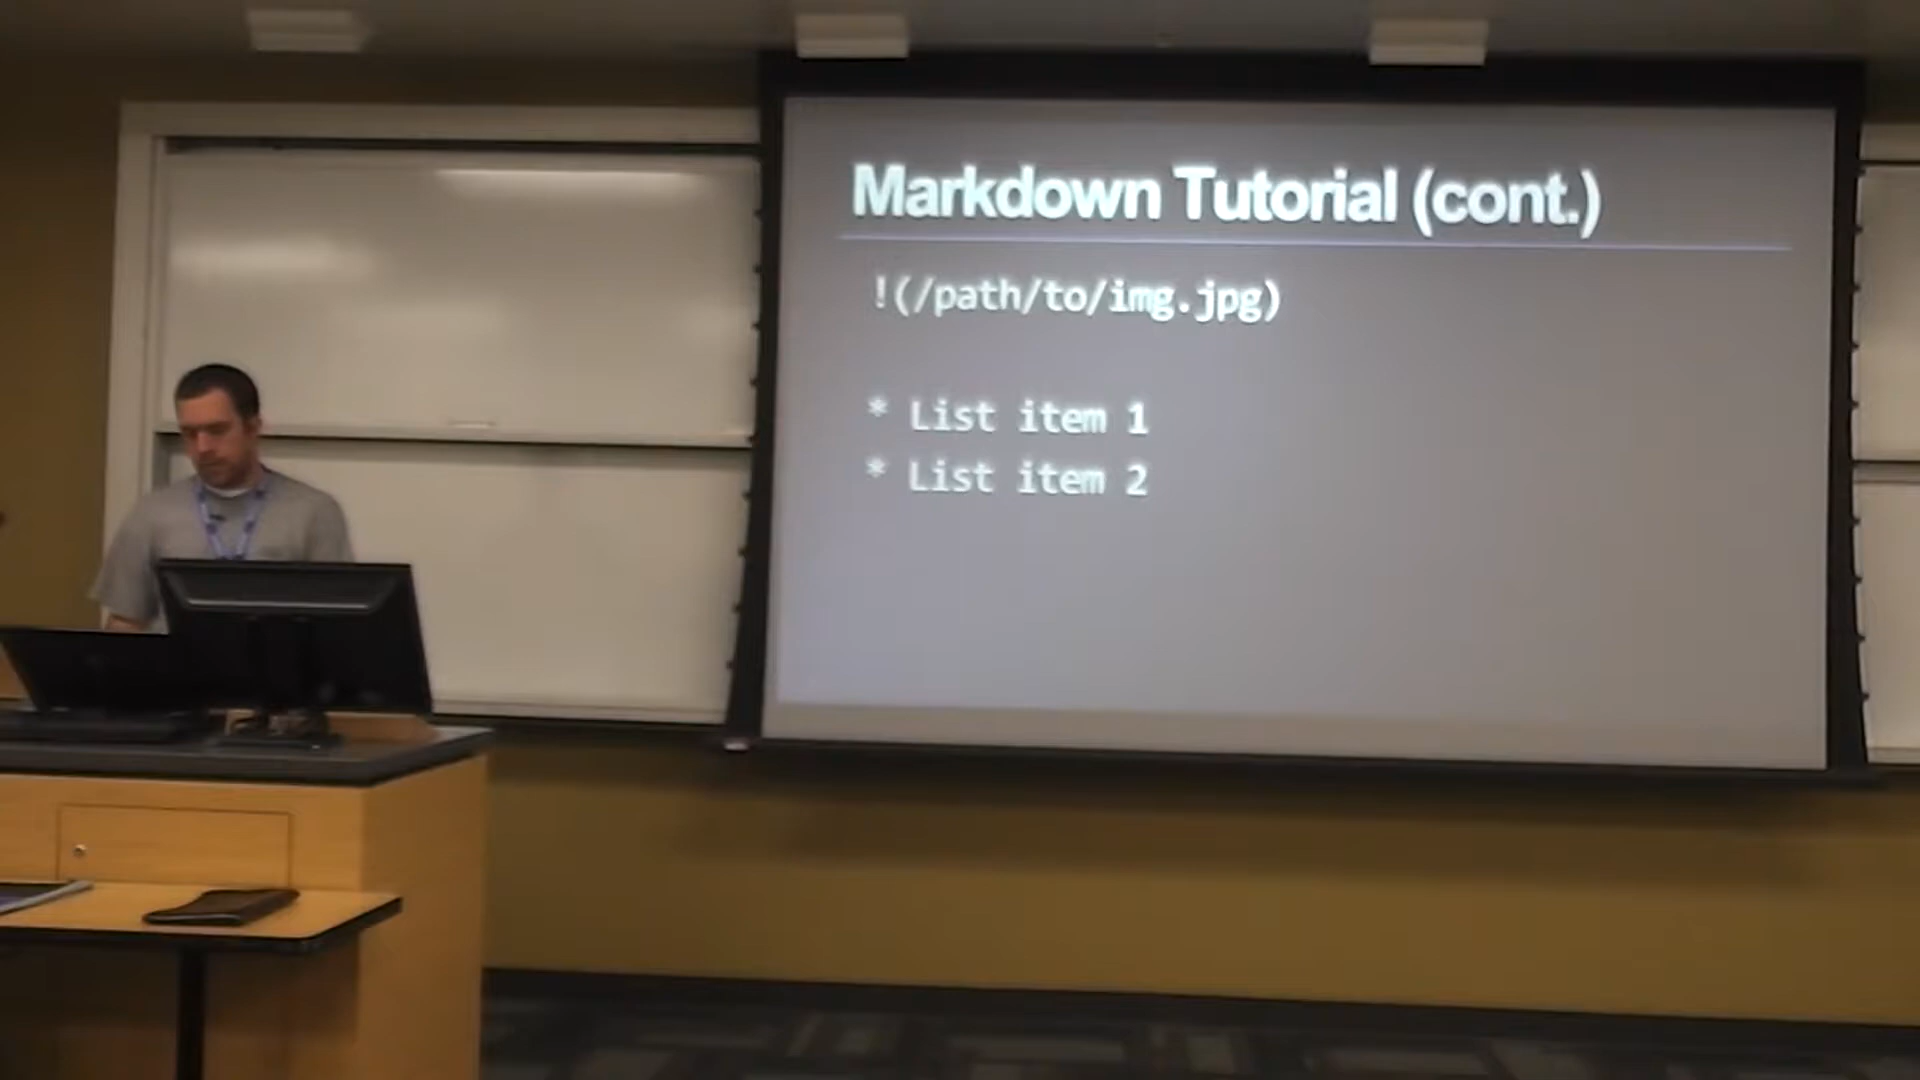 Markdown Tutorial (cont.)
!(/path/to/img.jpg)
* List item 1
* List item 2